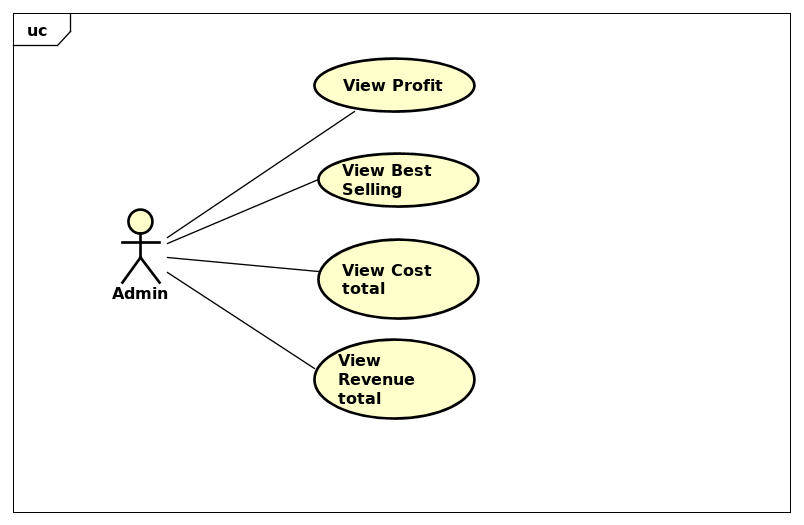 uc
View Profit
View Best
Selling
Admin
View Cost
total
View
Revenue
total